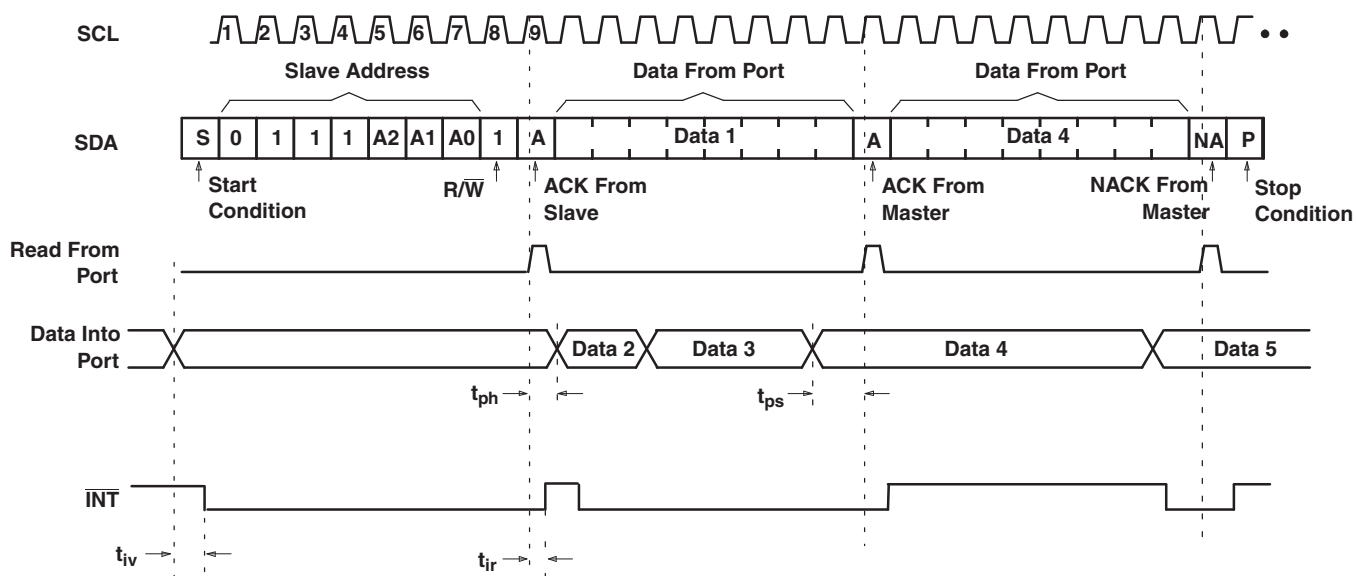 SCL 1 2 3 4 5 6 7 8 9
Slave Address Data From Port Data From Port
SDA S 0 1 1 1 A2 A1 A0 1 A Data 1 A Data 4 NA P
Start
Condition
R/W̅
ACK From
Slave
ACK From
Master
NACK From
Master
Stop
Condition
Read From
Port
Data Into
Port
Data 2 Data 3 Data 4 Data 5
tph
tps
I̅N̅T̅
tiv
tir